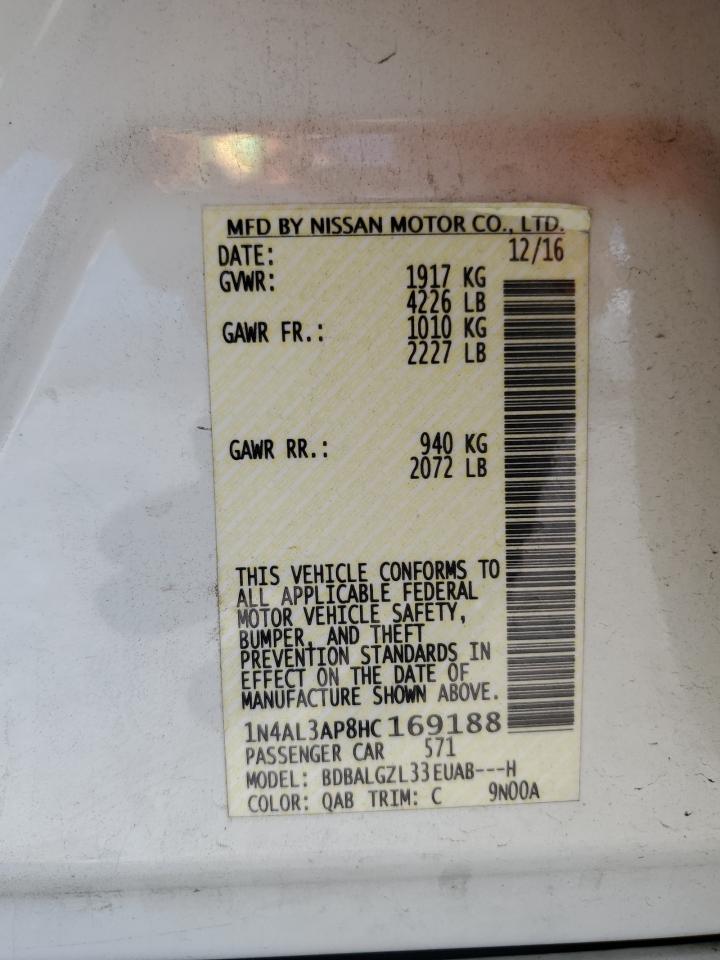 MFD BY NISSAN MOTOR CO., LTD.
DATE: 12/16
GVWR: 1917 KG
4226 LB
GAWR FR.: 1010 KG
2227 LB
GAWR RR.: 940 KG
2072 LB
THIS VEHICLE CONFORMS TO
ALL APPLICABLE FEDERAL
MOTOR VEHICLE SAFETY,
BUMPER, AND THEFT
PREVENTION STANDARDS IN
EFFECT ON THE DATE OF
MANUFACTURE SHOWN ABOVE.
1N4AL3AP8HC169188
PASSENGER CAR 571
MODEL: BDBALGZL33EUAB---H
COLOR: QAB TRIM: C 9N00A